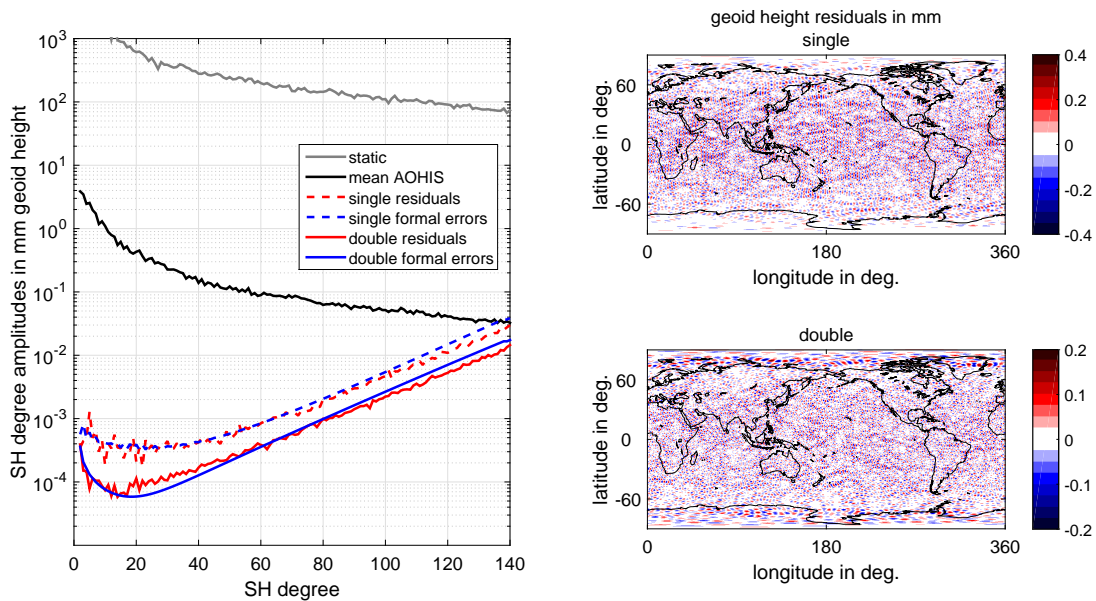 SH degree amplitudes in mm geoid height
10^3
10^2
10^1
10^0
10^-1
10^-2
10^-3
10^-4
0 20 40 60 80 100 120 140
SH degree
static
mean AOHIS
single residuals
single formal errors
double residuals
double formal errors
geoid height residuals in mm
single
latitude in deg.
60
0
-60
0 180 360
longitude in deg.
0.4
0.2
0
-0.2
-0.4
double
latitude in deg.
60
0
-60
0 180 360
longitude in deg.
0.2
0.1
0
-0.1
-0.2